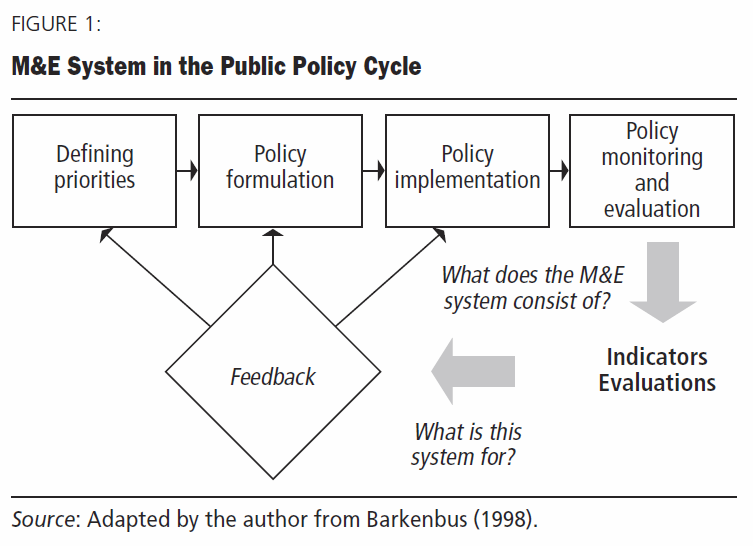 FIGURE 1:
M&E System in the Public Policy Cycle
Defining
priorities
Policy
formulation
Policy
implementation
Policy
monitoring
and
evaluation
What does the M&E
system consist of?
Indicators
Evaluations
Feedback
What is this
system for?
Source: Adapted by the author from Barkenbus (1998).